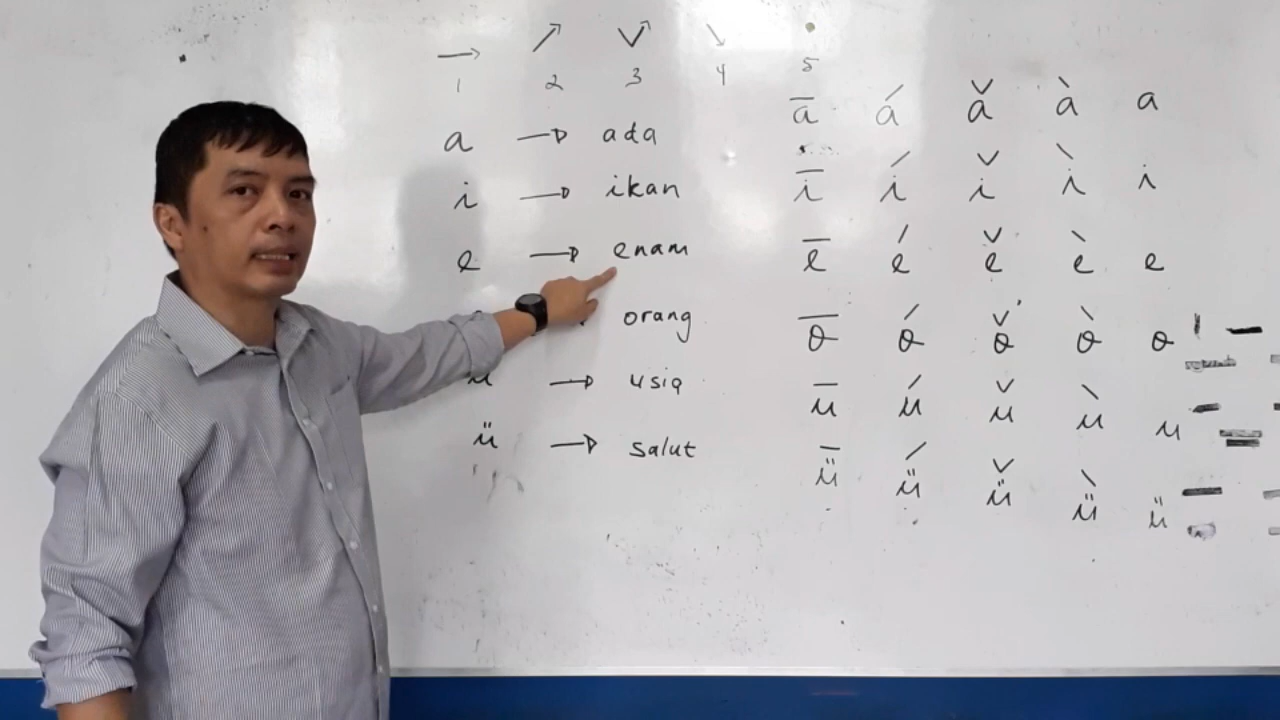 → ↗ ∨ ↘ •
1 2 3 4 5
a → ada
i → ikan
e → enam
orang
u → usiq
ü → salut
ā á ǎ à a
ī í ǐ ì i
ē é ě è e
ō ó ǒ ò o
ū ú ǔ ù u
ǖ ǘ ǚ ǜ ü